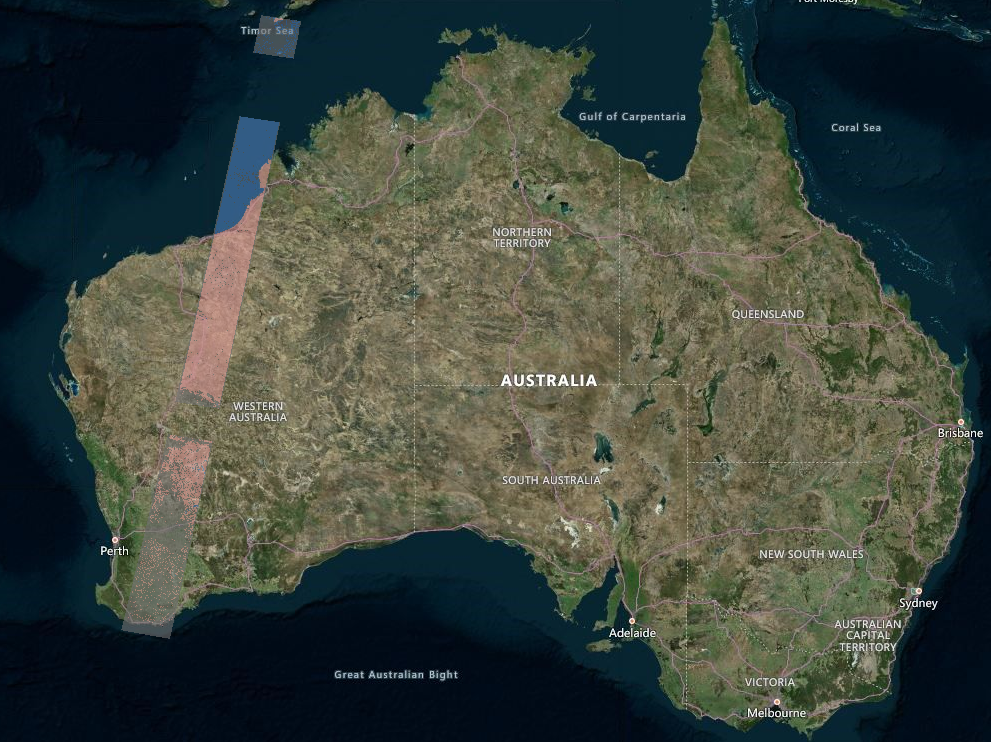 Port Moresby
Timor Sea
Gulf of Carpentaria
Coral Sea
NORTHERN
TERRITORY
QUEENSLAND
AUSTRALIA
WESTERN
AUSTRALIA
Brisbane
SOUTH AUSTRALIA
Perth
NEW SOUTH WALES
Sydney
Adelaide
AUSTRALIAN
CAPITAL
TERRITORY
Great Australian Bight
VICTORIA
Melbourne